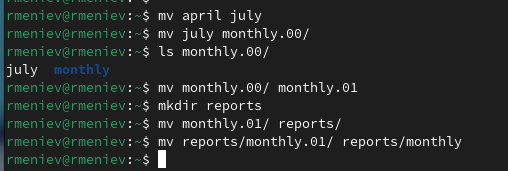 rmeniev@rmeniev:~$ mv april july
rmeniev@rmeniev:~$ mv july monthly.00/
rmeniev@rmeniev:~$ ls monthly.00/
july  monthly
rmeniev@rmeniev:~$ mv monthly.00/ monthly.01
rmeniev@rmeniev:~$ mkdir reports
rmeniev@rmeniev:~$ mv monthly.01/ reports/
rmeniev@rmeniev:~$ mv reports/monthly.01/ reports/monthly
rmeniev@rmeniev:~$